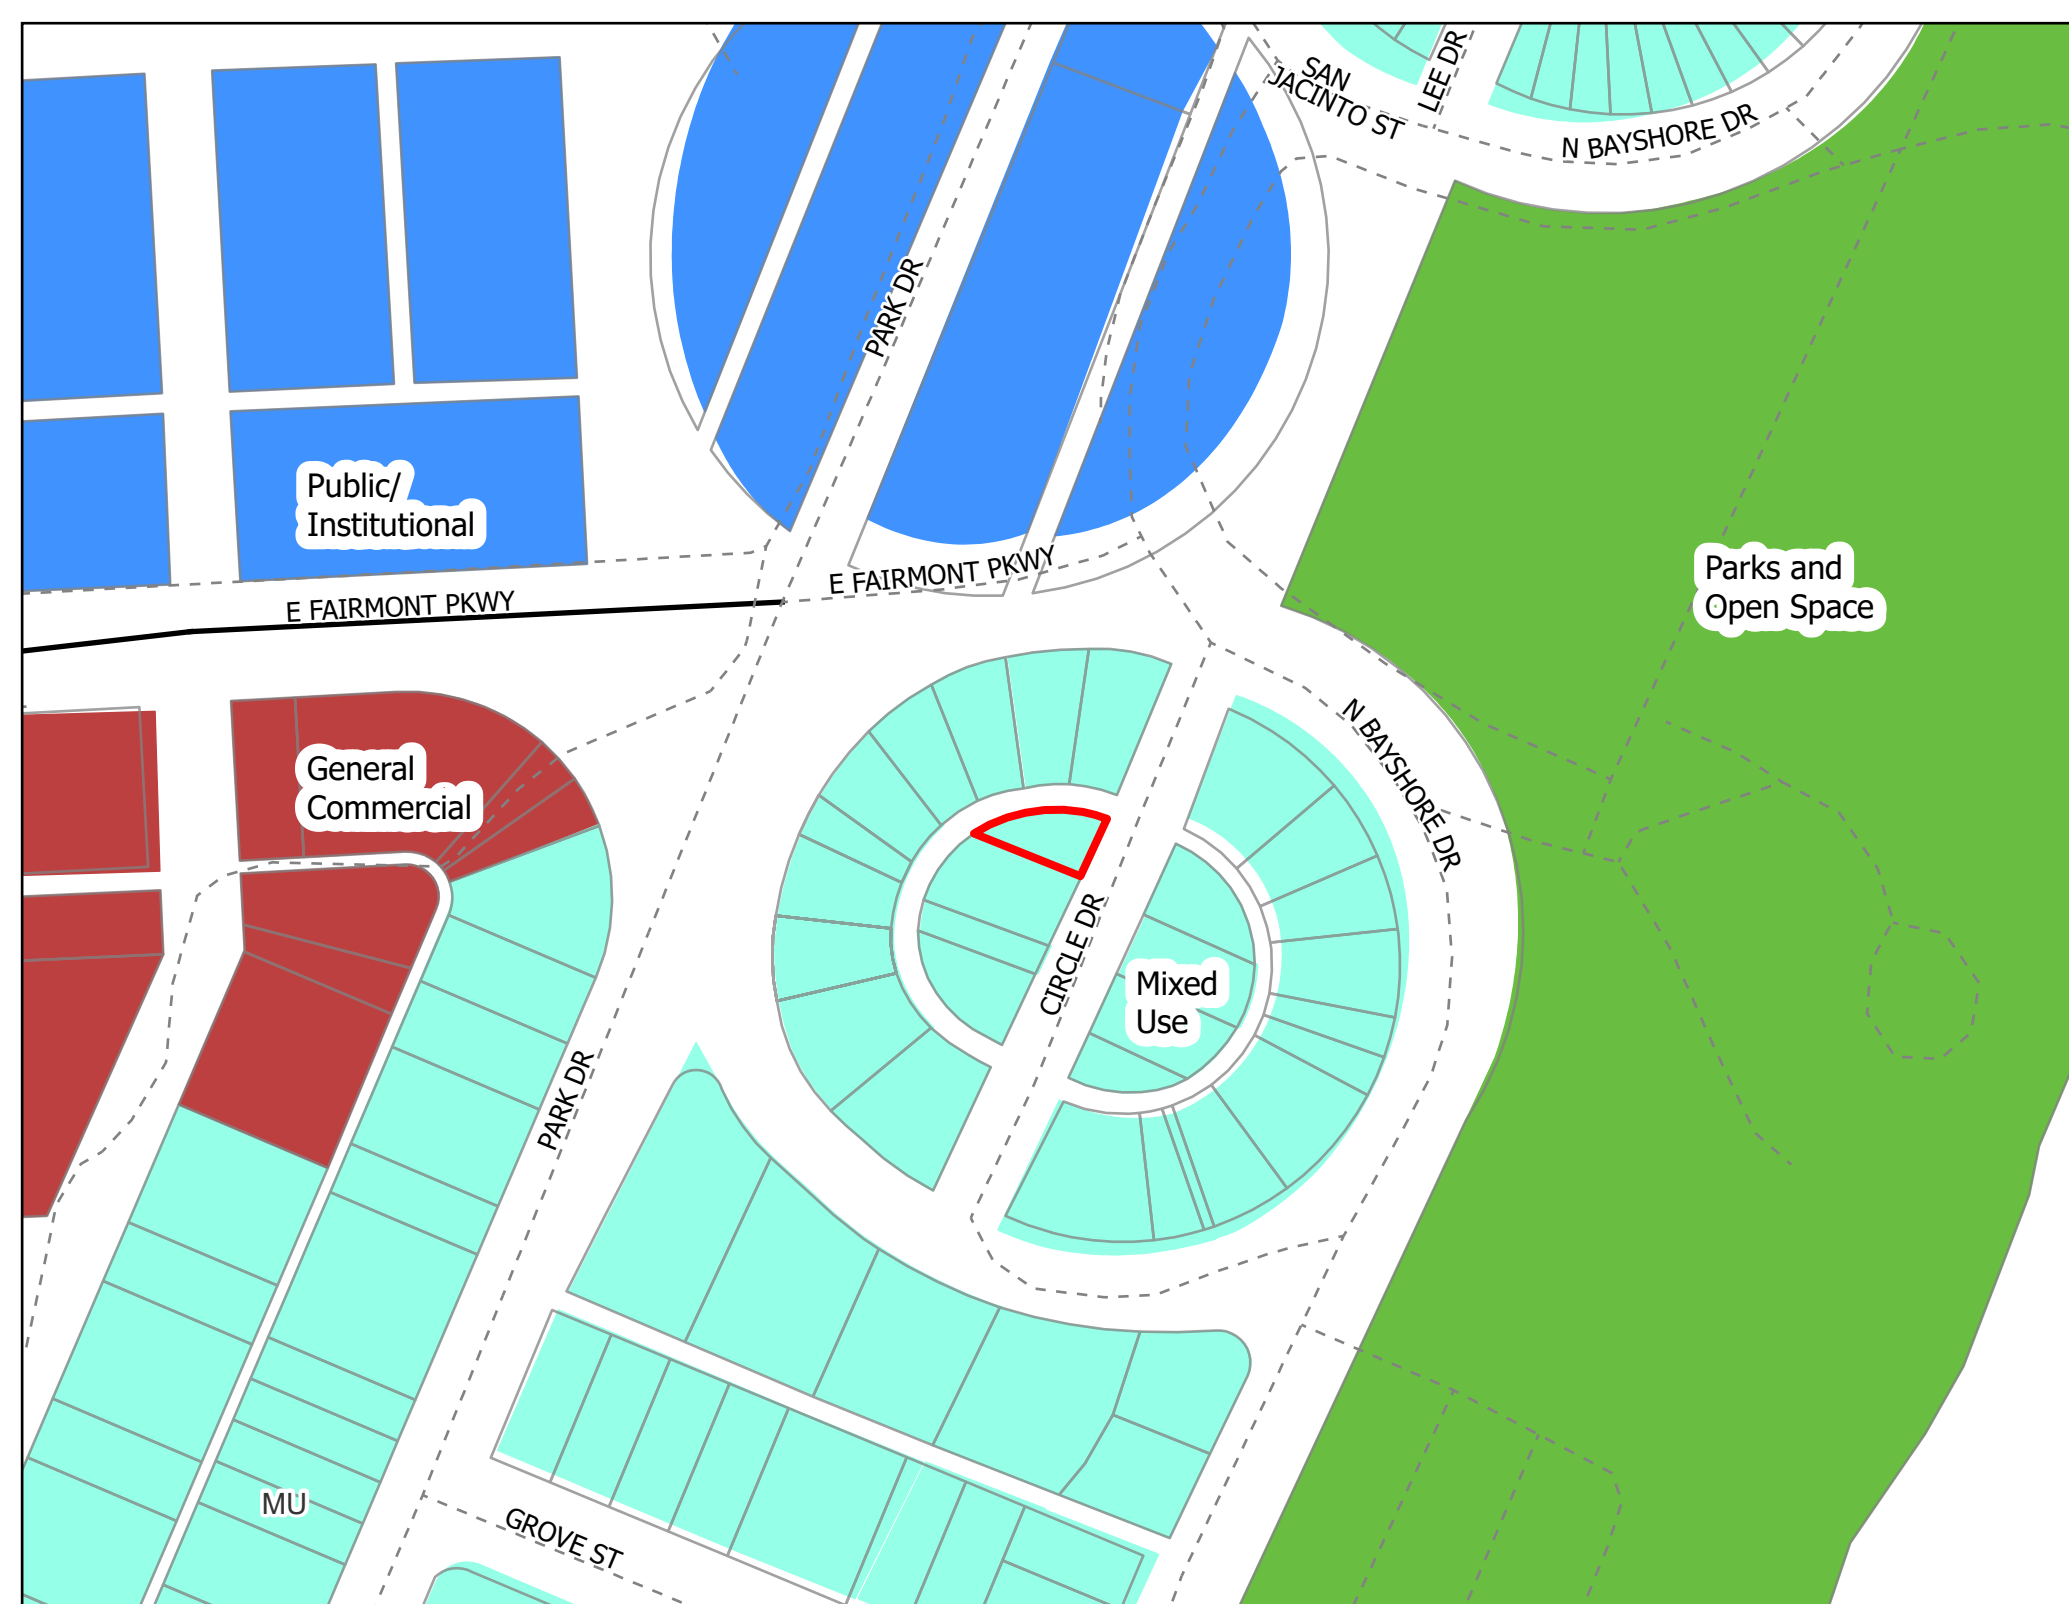 SAN
JACINTO ST
LEE DR
N BAYSHORE DR
PARK DR
Public/
Institutional
E FAIRMONT PKWY
E FAIRMONT PKWY
Parks and
Open Space
General
Commercial
N BAYSHORE DR
CIRCLE DR
Mixed
Use
PARK DR
MU
GROVE ST